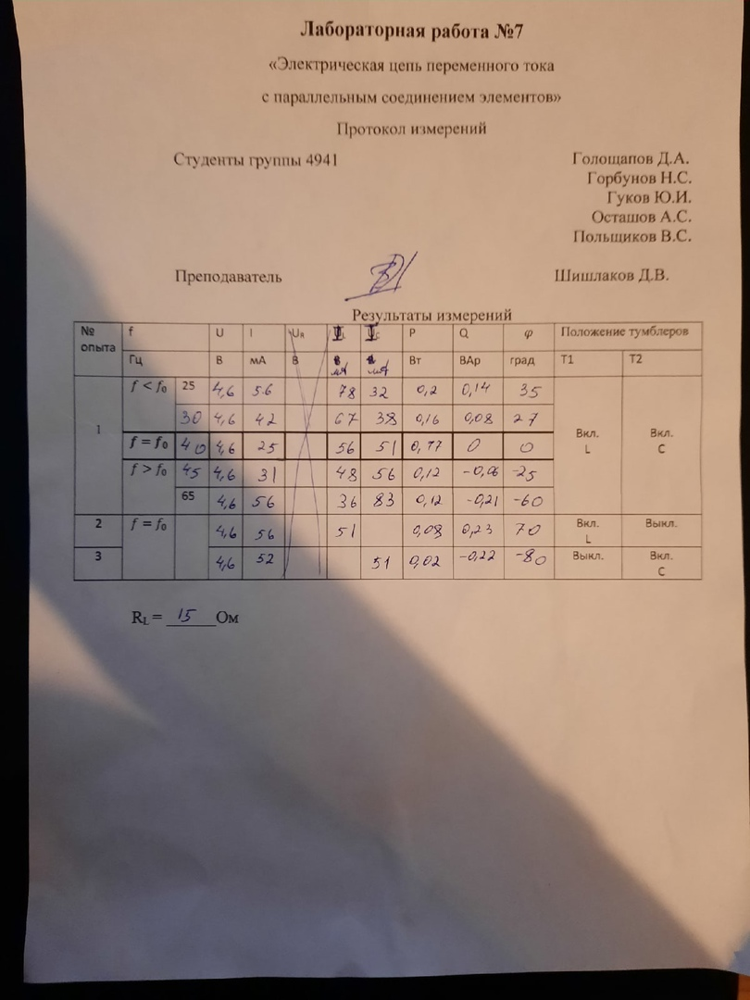 Лабораторная работа №7
«Электрическая цепь переменного тока
с параллельным соединением элементов»
Протокол измерений
Студенты группы 4941 Голощапов Д.А.
Горбунов Н.С.
Гуков Ю.И.
Осташов А.С.
Польщиков В.С.
Преподаватель Шишлаков Д.В.
Результаты измерений
№ опыта f U I U_R I I_C P Q φ Положение тумблеров
Гц В мА В мА мА Вт ВАр град Т1 Т2
1 f < f₀ 25 4,6 56 78 32 0,2 0,14 35 Вкл. L Вкл. C
30 4,6 42 67 38 0,16 0,08 27
f = f₀ 40 4,6 25 56 51 0 0
f > f₀ 45 4,6 31 48 56 0,12 -0,06 -25
65 4,6 56 36 83 0,12 -0,21 -60
2 f = f₀ 4,6 56 51 0,08 0,23 70 Вкл. L Выкл.
3 4,6 52 51 0,02 -0,22 -80 Выкл. Вкл. C
R_L = 15 Ом